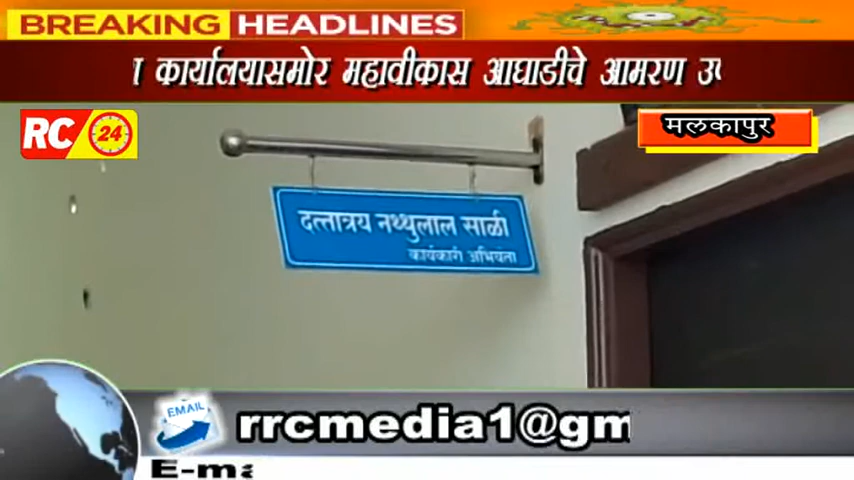 BREAKING HEADLINES
कार्यालयासमोर महावीकास आघाडीचे आमरण
RC 24
मलकापुर
दत्तात्रय नथ्थुलाल साळी
कार्यकारी अभियंता
EMAIL
rrcmedia1@gm
E-ma